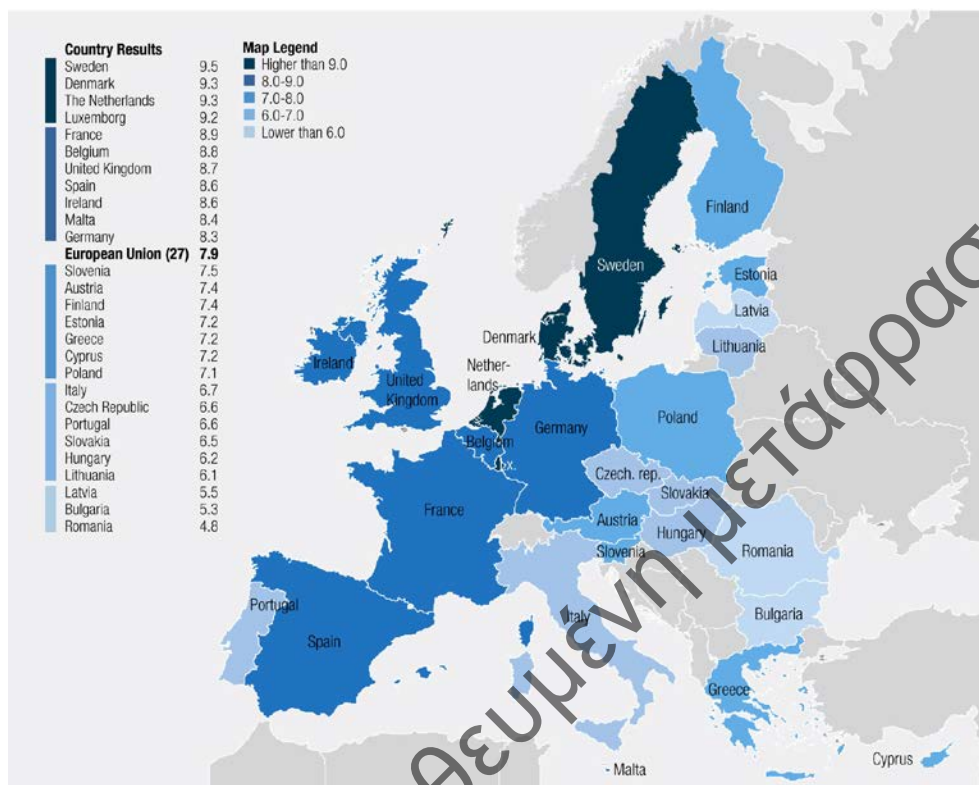 Country Results
Sweden 9.5
Denmark 9.3
The Netherlands 9.3
Luxemborg 9.2
France 8.9
Belgium 8.8
United Kingdom 8.7
Spain 8.6
Ireland 8.6
Malta 8.4
Germany 8.3
European Union (27) 7.9
Slovenia 7.5
Austria 7.4
Finland 7.4
Estonia 7.2
Greece 7.2
Cyprus 7.2
Poland 7.1
Italy 6.7
Czech Republic 6.6
Portugal 6.6
Slovakia 6.5
Hungary 6.2
Lithuania 6.1
Latvia 5.5
Bulgaria 5.3
Romania 4.8
Map Legend
Higher than 9.0
8.0-9.0
7.0-8.0
6.0-7.0
Lower than 6.0
Finland
Sweden
Estonia
Latvia
Lithuania
Denmark
Nether-
lands
Ireland
United
Kingdom
Belgium
Germany
Poland
Czech. rep.
Slovakia
France
Austria
Hungary
Slovenia
Romania
Portugal
Spain
Italy
Bulgaria
Greece
Malta
Cyprus
θευμένη μετάφρασ